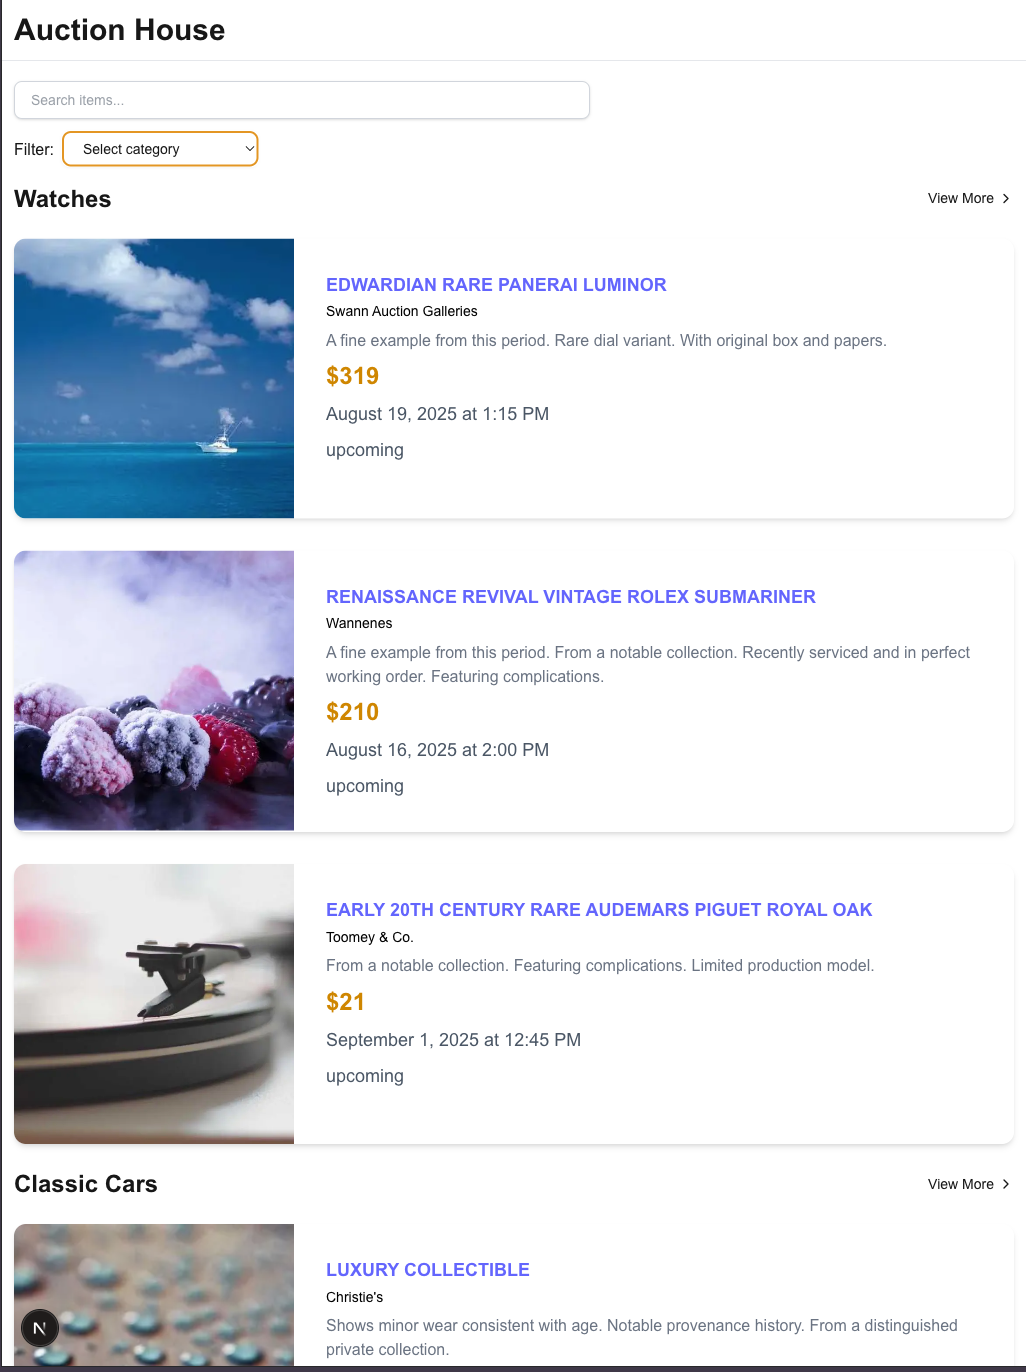 Auction House
Search items...
Filter:
Select category
Watches
View More
EDWARDIAN RARE PANERAI LUMINOR
Swann Auction Galleries
A fine example from this period. Rare dial variant. With original box and papers.
$319
August 19, 2025 at 1:15 PM
upcoming
RENAISSANCE REVIVAL VINTAGE ROLEX SUBMARINER
Wannenes
A fine example from this period. From a notable collection. Recently serviced and in perfect
working order. Featuring complications.
$210
August 16, 2025 at 2:00 PM
upcoming
EARLY 20TH CENTURY RARE AUDEMARS PIGUET ROYAL OAK
Toomey & Co.
From a notable collection. Featuring complications. Limited production model.
$21
September 1, 2025 at 12:45 PM
upcoming
Classic Cars
View More
LUXURY COLLECTIBLE
Christie's
Shows minor wear consistent with age. Notable provenance history. From a distinguished
private collection.
N